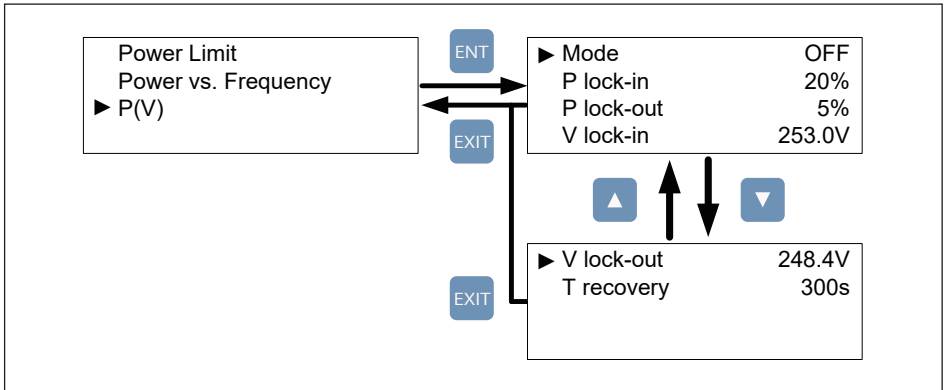 Power Limit
Power vs. Frequency
▶ P(V)
ENT
EXIT
▶ Mode OFF
P lock-in 20%
P lock-out 5%
V lock-in 253.0V
▲ ▼
▶ V lock-out 248.4V
T recovery 300s
EXIT